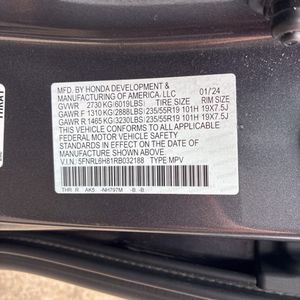 MFD. BY HONDA DEVELOPMENT &
MANUFACTURING OF AMERICA, LLC 01/24
GVWR 2730 KG(6019LBS) TIRE SIZE RIM SIZE
GAWR F 1310 KG(2888LBS) 235/55R19 101H 19X7.5J
GAWR R 1465 KG(3230LBS) 235/55R19 101H 19X7.5J
THIS VEHICLE CONFORMS TO ALL APPLICABLE
FEDERAL MOTOR VEHICLE SAFETY
STANDARDS IN EFFECT ON THE DATE OF
MANUFACTURE SHOWN ABOVE.
V.I.N.: 5FNRL6H81RB032188 TYPE MPV
THR R AK5 -NH797M -B. -B